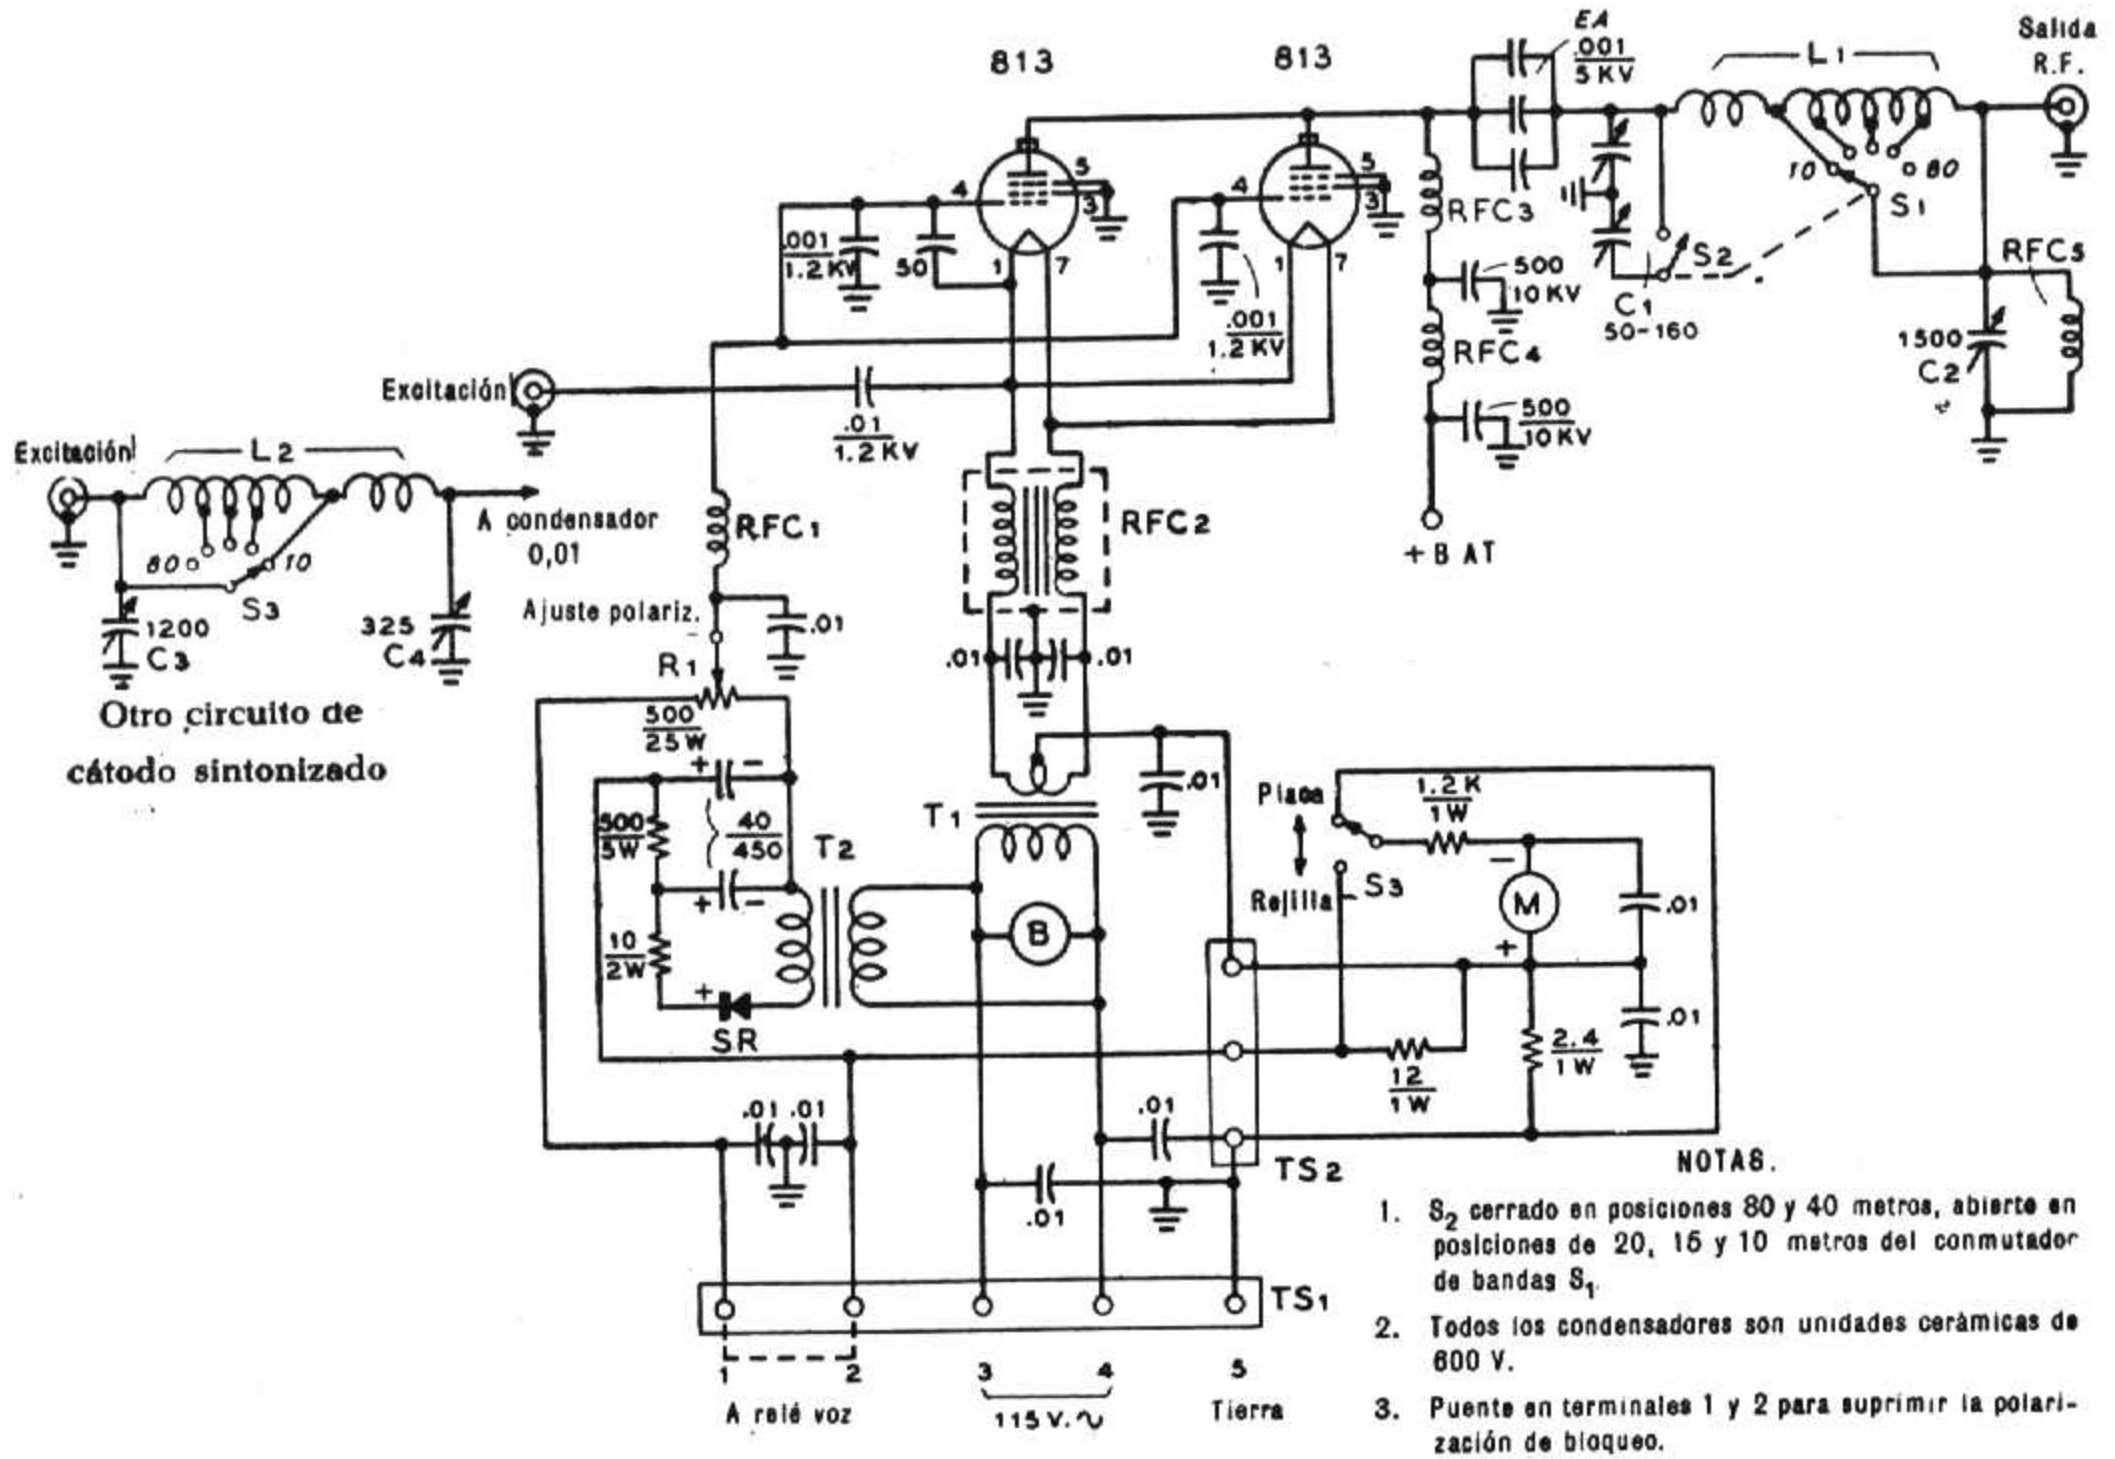 813
813
EA
.001
5 KV
L1
Salida
R.F.
4
5
3
4
5
3
1
7
1
7
.001
1.2 KV
50
.001
1.2 KV
RFC3
500
10 KV
RFC4
500
10 KV
+ B AT
10
80
S1
S2
C1
50-160
RFC5
1500
C2
Excitación
.01
1.2 KV
Excitación
L2
80
10
S3
1200
C3
325
C4
A condensador
0,01
Otro circuito de
cátodo sintonizado
RFC1
RFC2
Ajuste polariz.
.01
R1
500
25 W
.01
.01
+
-
500
5W
40
450
+
-
10
2W
+
SR
T2
T1
B
.01
Placa
Rejilla
S3
1.2 K
1W
-
M
+
.01
.01
2.4
1W
12
1W
.01
.01
.01
.01
TS2
TS1
1
2
3
4
5
A relé voz
115 V.∿
Tierra
NOTAS.
1. S2 cerrado en posiciones 80 y 40 metros, abierto en
posiciones de 20, 15 y 10 metros del conmutador
de bandas S1.
2. Todos los condensadores son unidades cerámicas de
600 V.
3. Puente en terminales 1 y 2 para suprimir la polari-
zación de bloqueo.